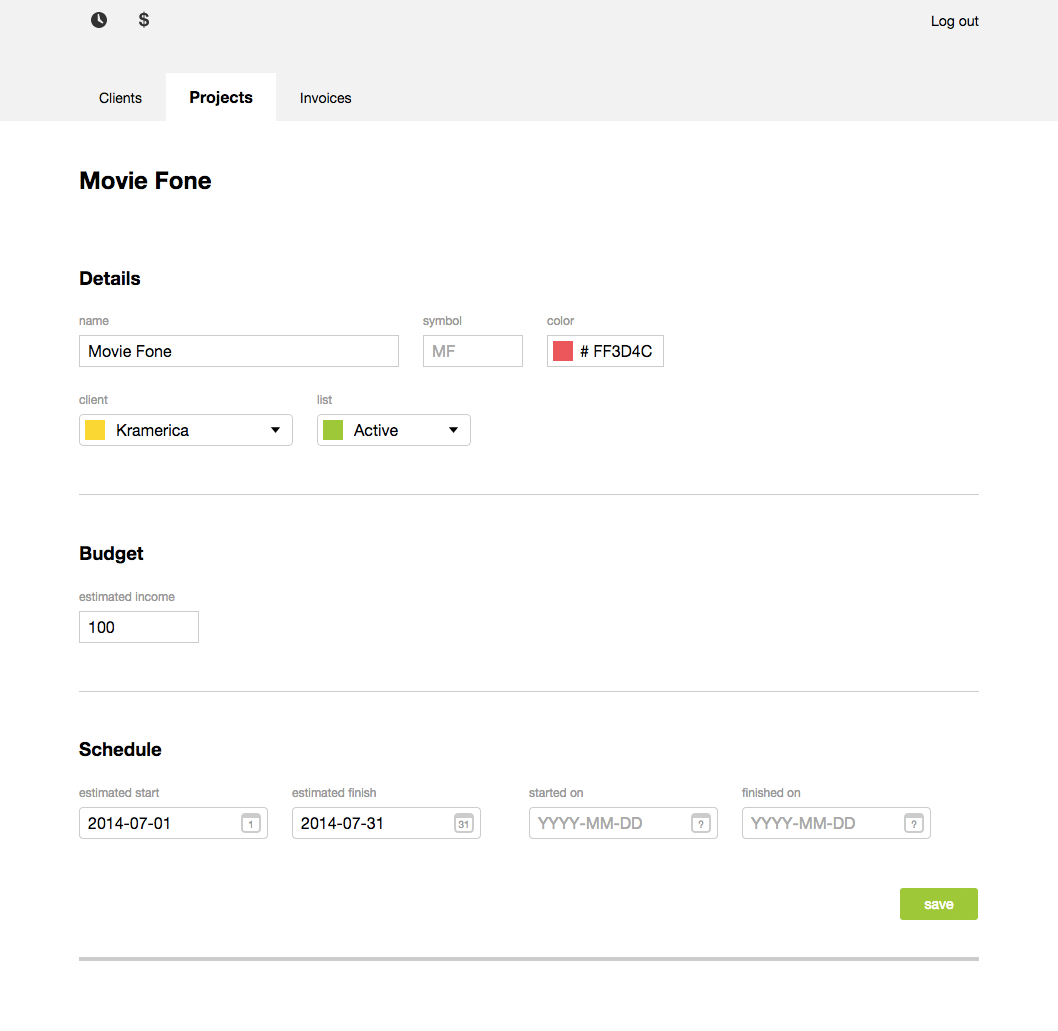 $
Log out
Clients Projects Invoices
Movie Fone
Details
name symbol color
Movie Fone MF # FF3D4C
client list
Kramerica Active
Budget
estimated income
100
Schedule
estimated start estimated finish started on finished on
2014-07-01 1 2014-07-31 31 YYYY-MM-DD ? YYYY-MM-DD ?
save